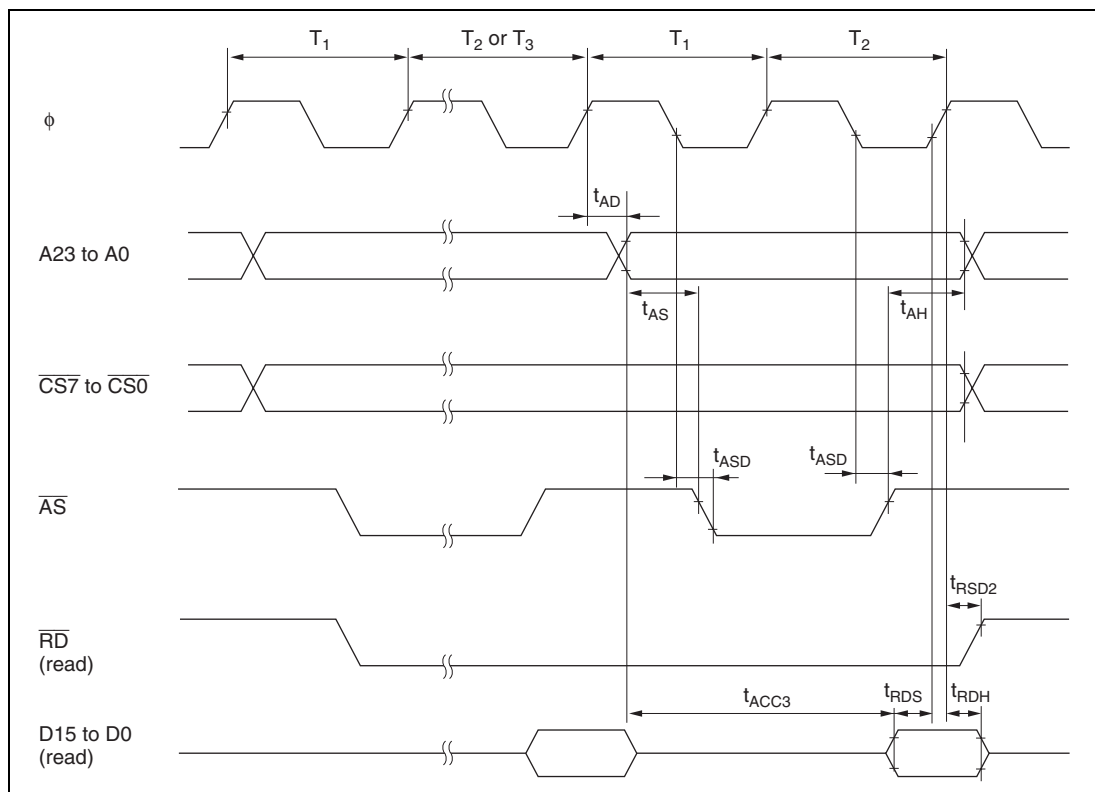 T1 T2 or T3 T1 T2
ϕ
tAD
A23 to A0
tAS tAH
CS7 to CS0
tASD tASD
AS
tRSD2
RD
(read)
tACC3 tRDS tRDH
D15 to D0
(read)